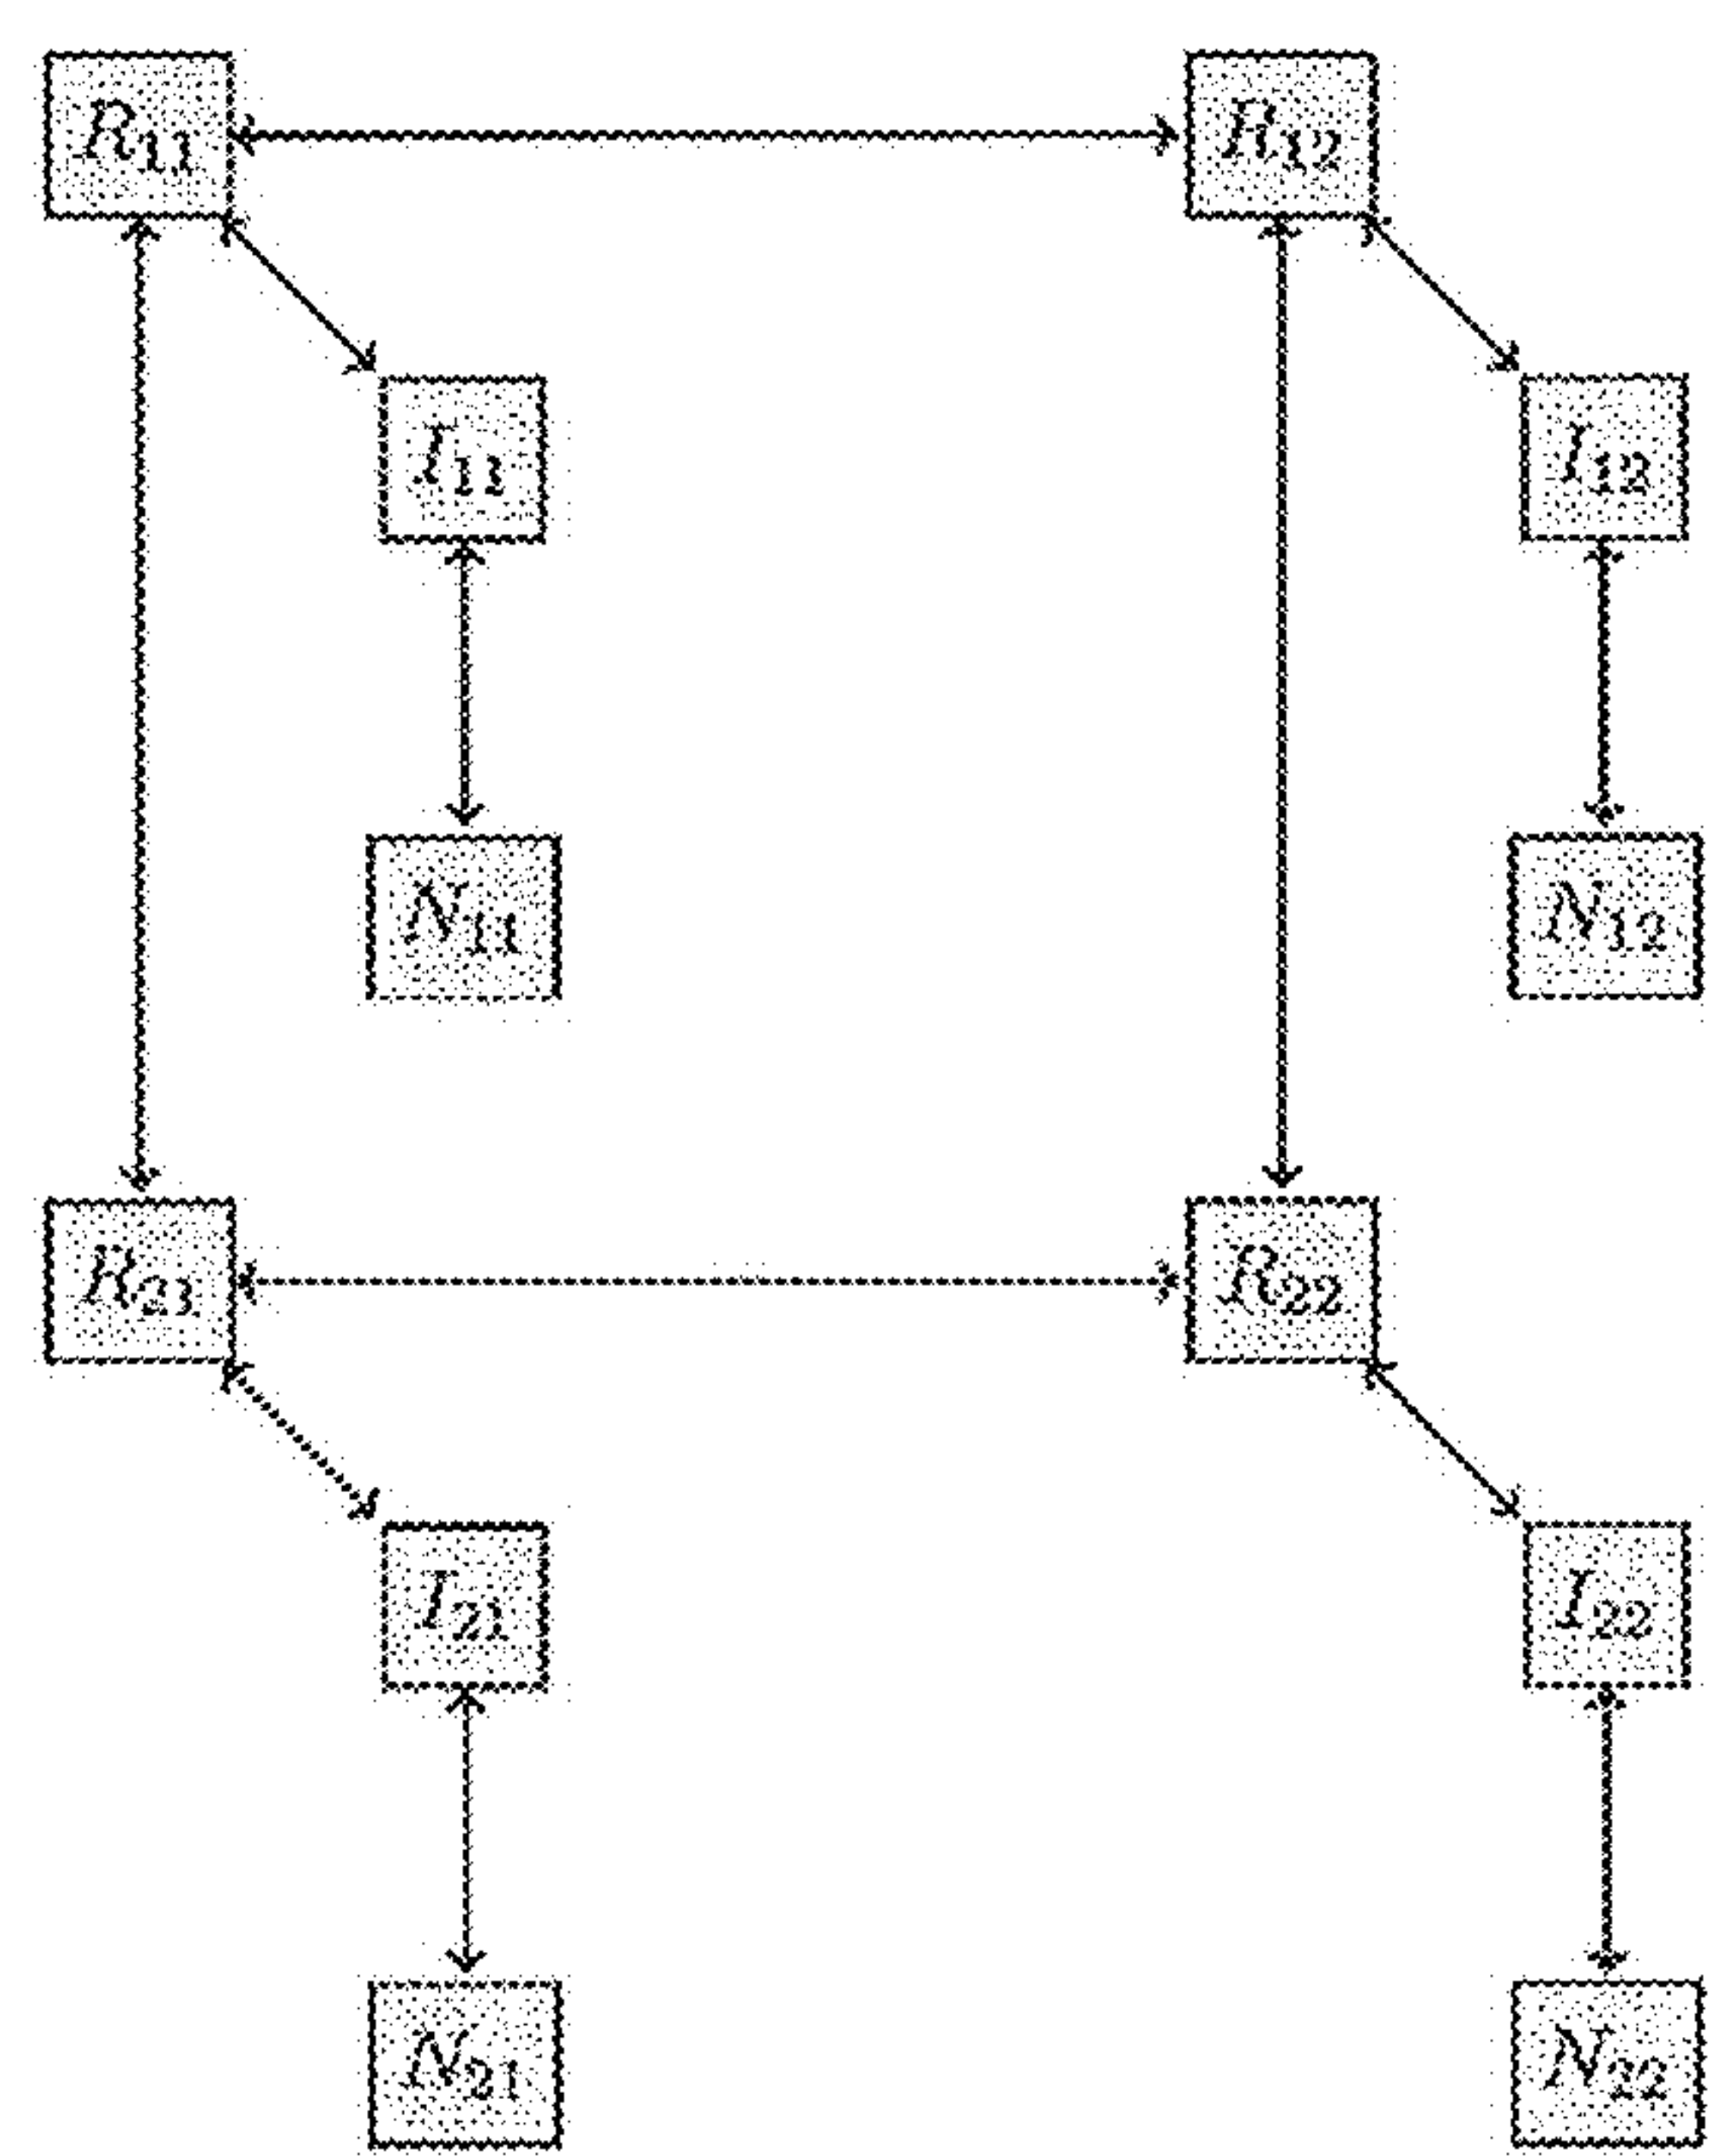 R₁₁ R₁₂
I₁₁ I₁₂
N₁₁ N₁₂
R₂₁ R₂₂
I₂₁ I₂₂
N₂₁ N₂₂